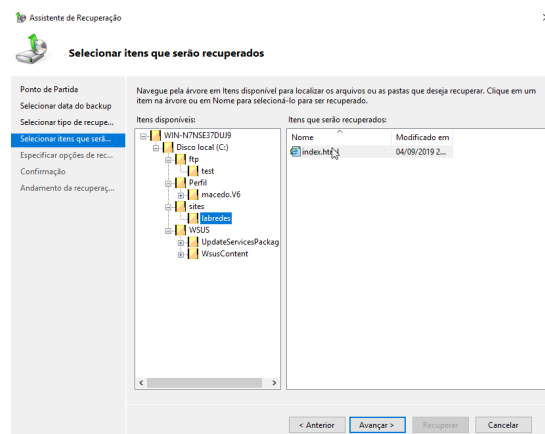 Assistente de Recuperação
Selecionar itens que serão recuperados
Ponto de Partida
Selecionar data do backup
Selecionar tipo de recupe...
Selecionar itens que serã...
Especificar opções de rec...
Confirmação
Andamento da recuperaç...
Navegue pela árvore em Itens disponível para localizar os arquivos ou as pastas que deseja recuperar. Clique em um
item na árvore ou em Nome para selecioná-lo para ser recuperado.
Itens disponíveis:
WIN-N7NSE37DUJ9
Disco local (C:)
ftp
test
Perfil
macedo.V6
sites
labredes
WSUS
UpdateServicesPackag
WsusContent
Itens que serão recuperados:
Nome
Modificado em
index.html
04/09/2019 2...
< Anterior
Avançar >
Recuperar
Cancelar